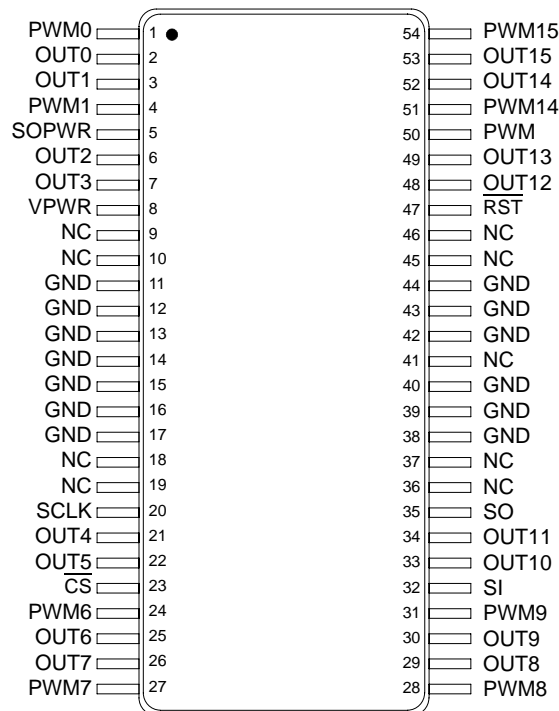 PWM0 1 54 PWM15
OUT0 2 53 OUT15
OUT1 3 52 OUT14
PWM1 4 51 PWM14
SOPWR 5 50 PWM
OUT2 6 49 OUT13
OUT3 7 48 OUT12
VPWR 8 47 RST
NC 9 46 NC
NC 10 45 NC
GND 11 44 GND
GND 12 43 GND
GND 13 42 GND
GND 14 41 NC
GND 15 40 GND
GND 16 39 GND
GND 17 38 GND
NC 18 37 NC
NC 19 36 NC
SCLK 20 35 SO
OUT4 21 34 OUT11
OUT5 22 33 OUT10
CS 23 32 SI
PWM6 24 31 PWM9
OUT6 25 30 OUT9
OUT7 26 29 OUT8
PWM7 27 28 PWM8